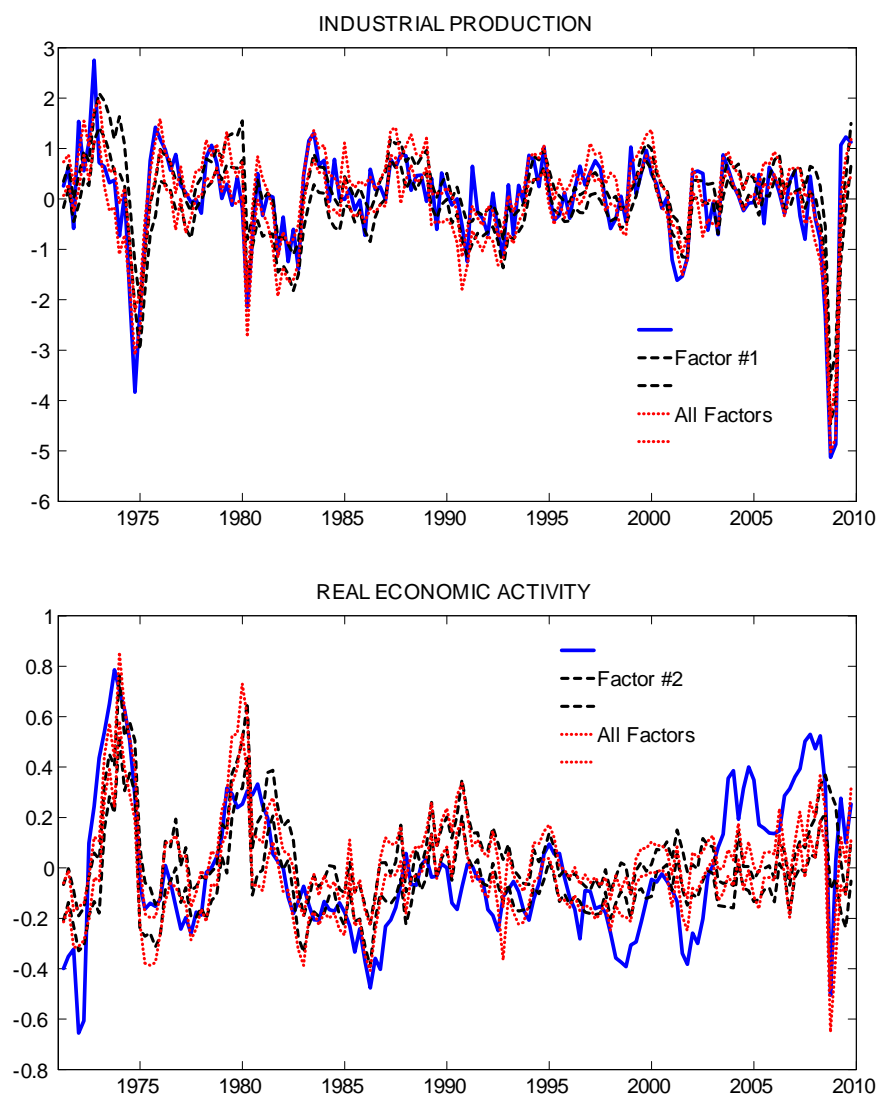 INDUSTRIAL PRODUCTION
3
2
1
0
-1
-2
-3
-4
-5
-6
Factor #1
All Factors
1975 1980 1985 1990 1995 2000 2005 2010
REAL ECONOMIC ACTIVITY
1
0.8
0.6
0.4
0.2
0
-0.2
-0.4
-0.6
-0.8
Factor #2
All Factors
1975 1980 1985 1990 1995 2000 2005 2010